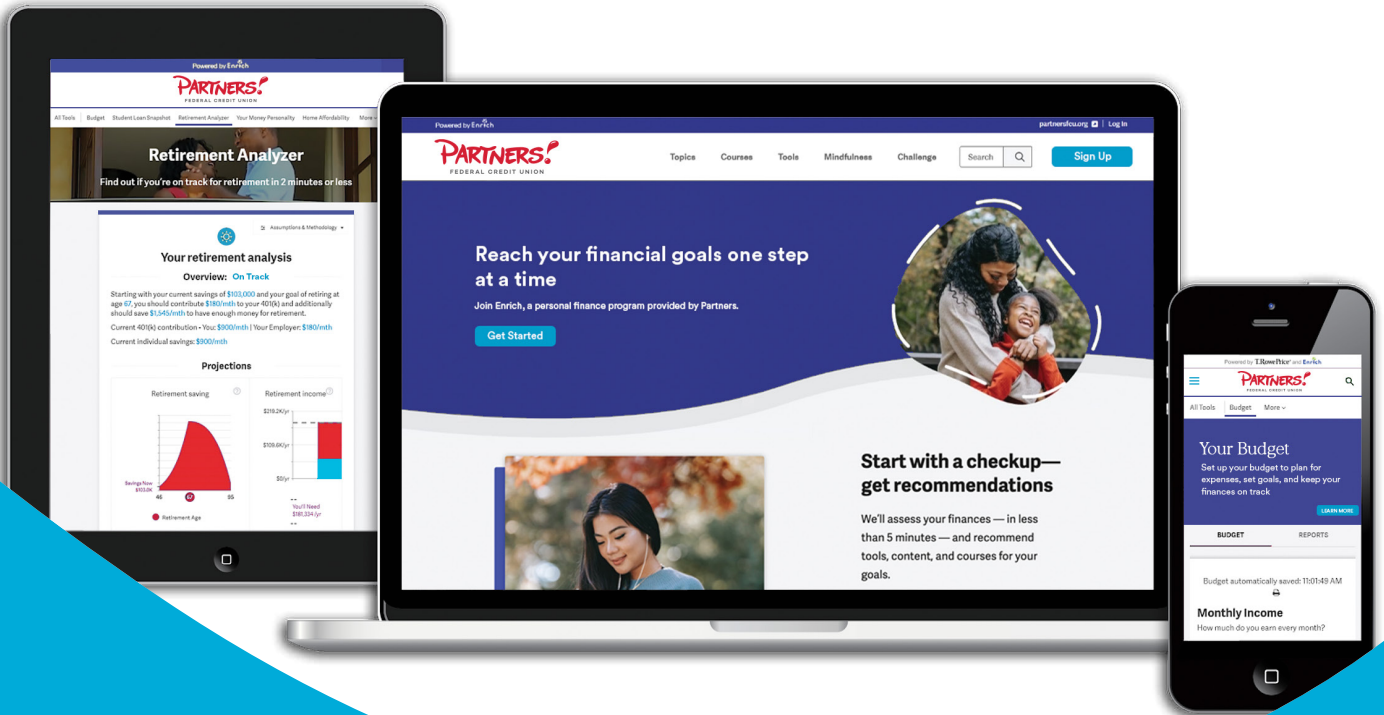 Powered by Enrich
PARTNERS!
FEDERAL CREDIT UNION
All Tools Budget Student Loan Snapshot Retirement Analyzer Your Money Personality Home Affordability More
Retirement Analyzer
Find out if you're on track for retirement in 2 minutes or less
Assumptions & Methodology
Your retirement analysis
Overview: On Track
Starting with your current savings of $103,000 and your goal of retiring at
age 67, you should contribute $180/mth to your 401(k) and additionally
should save $1,545/mth to have enough money for retirement.
Current 401(k) contribution • You: $900/mth | Your Employer: $180/mth
Current individual savings: $900/mth
Projections
Retirement saving
Savings Now
$103.0K
46
85
Retirement Age
Retirement income
$219.2K/yr
$109.6K/yr
$0/yr
--
You'll Need
$181,334 /yr
--
Powered by Enrich
partnersfcu.org | Log In
PARTNERS!
FEDERAL CREDIT UNION
Topics Courses Tools Mindfulness Challenge Search Sign Up
Reach your financial goals one step
at a time
Join Enrich, a personal finance program provided by Partners.
Get Started
Start with a checkup—
get recommendations
We'll assess your finances — in less
than 5 minutes — and recommend
tools, content, and courses for your
goals.
Powered by T.RowePrice® and Enrich
PARTNERS!
FEDERAL CREDIT UNION
All Tools Budget More
Your Budget
Set up your budget to plan for
expenses, set goals, and keep your
finances on track
LEARN MORE
BUDGET REPORTS
Budget automatically saved: 11:01:49 AM
Monthly Income
How much do you earn every month?